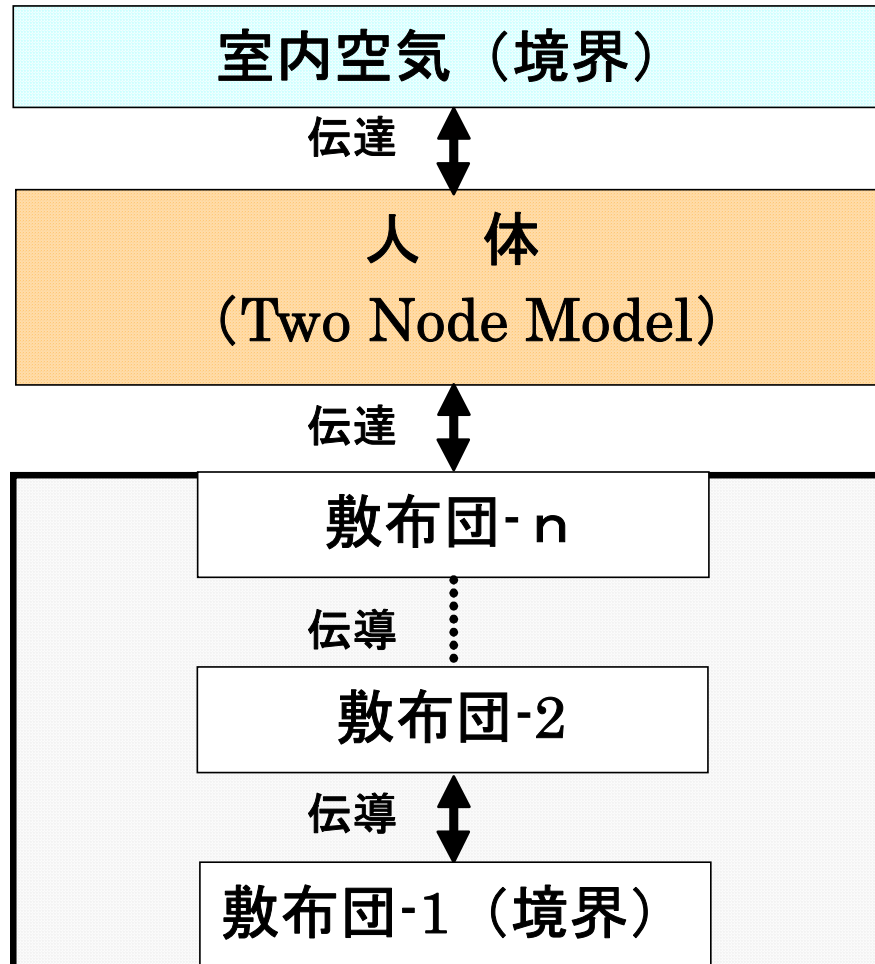 室内空気（境界）
伝達
人　体
（Two Node Model）
伝達
敷布団-ｎ
伝導
敷布団-2
伝導
敷布団-1（境界）